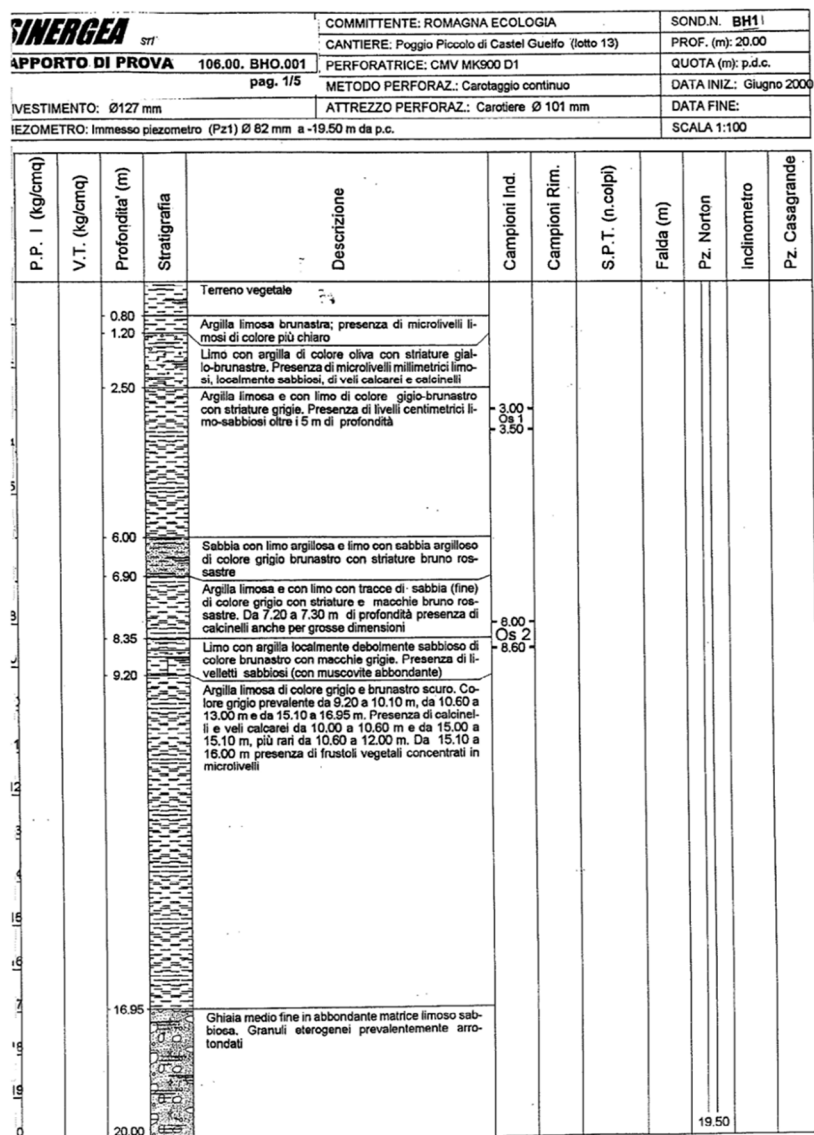 SINERGEA srl
COMMITTENTE: ROMAGNA ECOLOGIA
SOND.N. BH1
APPORTO DI PROVA 106.00. BHO.001
CANTIERE: Poggio Piccolo di Castel Guelfo (lotto 13)
PROF. (m): 20.00
pag. 1/5
PERFORATRICE: CMV MK900 D1
QUOTA (m): p.d.c.
METODO PERFORAZ.: Carotaggio continuo
DATA INIZ.: Giugno 2000
IVESTIMENTO: Ø127 mm
ATTREZZO PERFORAZ.: Carotiere Ø 101 mm
DATA FINE:
IEZOMETRO: Immesso piezometro (Pz1) Ø 82 mm a -19.50 m da p.c.
SCALA 1:100
P.P. I (kg/cmq)
V.T. (kg/cmq)
Profondita' (m)
Stratigrafia
Descrizione
Campioni Ind.
Campioni Rim.
S.P.T. (n.colpi)
Falda (m)
Pz. Norton
Inclinometro
Pz. Casagrande
Terreno vegetale
0.80
Argilla limosa brunastra; presenza di microlivelli li-
mosi di colore più chiaro
1.20
Limo con argilla di colore oliva con striature gial-
lo-brunastre. Presenza di microlivelli millimetrici limo-
si, localmente sabbiosi, di veli calcarei e calcinelli
2.50
Argilla limosa e con limo di colore gigio-brunastro
con striature grigie. Presenza di livelli centimetrici li-
mo-sabbiosi oltre i 5 m di profondità
3.00
Os 1
3.50
6.00
Sabbia con limo argillosa e limo con sabbia argilloso
di colore grigio brunastro con striature bruno ros-
sastre
6.90
Argilla limosa e con limo con tracce di sabbia (fine)
di colore grigio con striature e macchie bruno ros-
sastre. Da 7.20 a 7.30 m di profondità presenza di
calcinelli anche per grosse dimensioni
8.00
Os 2
8.60
8.35
Limo con argilla localmente debolmente sabbioso di
colore brunastro con macchie grigie. Presenza di li-
velletti sabbiosi (con muscovite abbondante)
9.20
Argilla limosa di colore grigio e brunastro scuro. Co-
lore grigio prevalente da 9.20 a 10.10 m, da 10.60 a
13.00 m e da 15.10 a 16.95 m. Presenza di calcinel-
li e veli calcarei da 10.00 a 10.60 m e da 15.00 a
15.10 m, più rari da 10.60 a 12.00 m. Da 15.10 a
16.00 m presenza di frustoli vegetali concentrati in
microlivelli
16.95
Ghiaia medio fine in abbondante matrice limoso sab-
biosa. Granuli eterogenei prevalentemente arro-
tondati
19.50
20.00